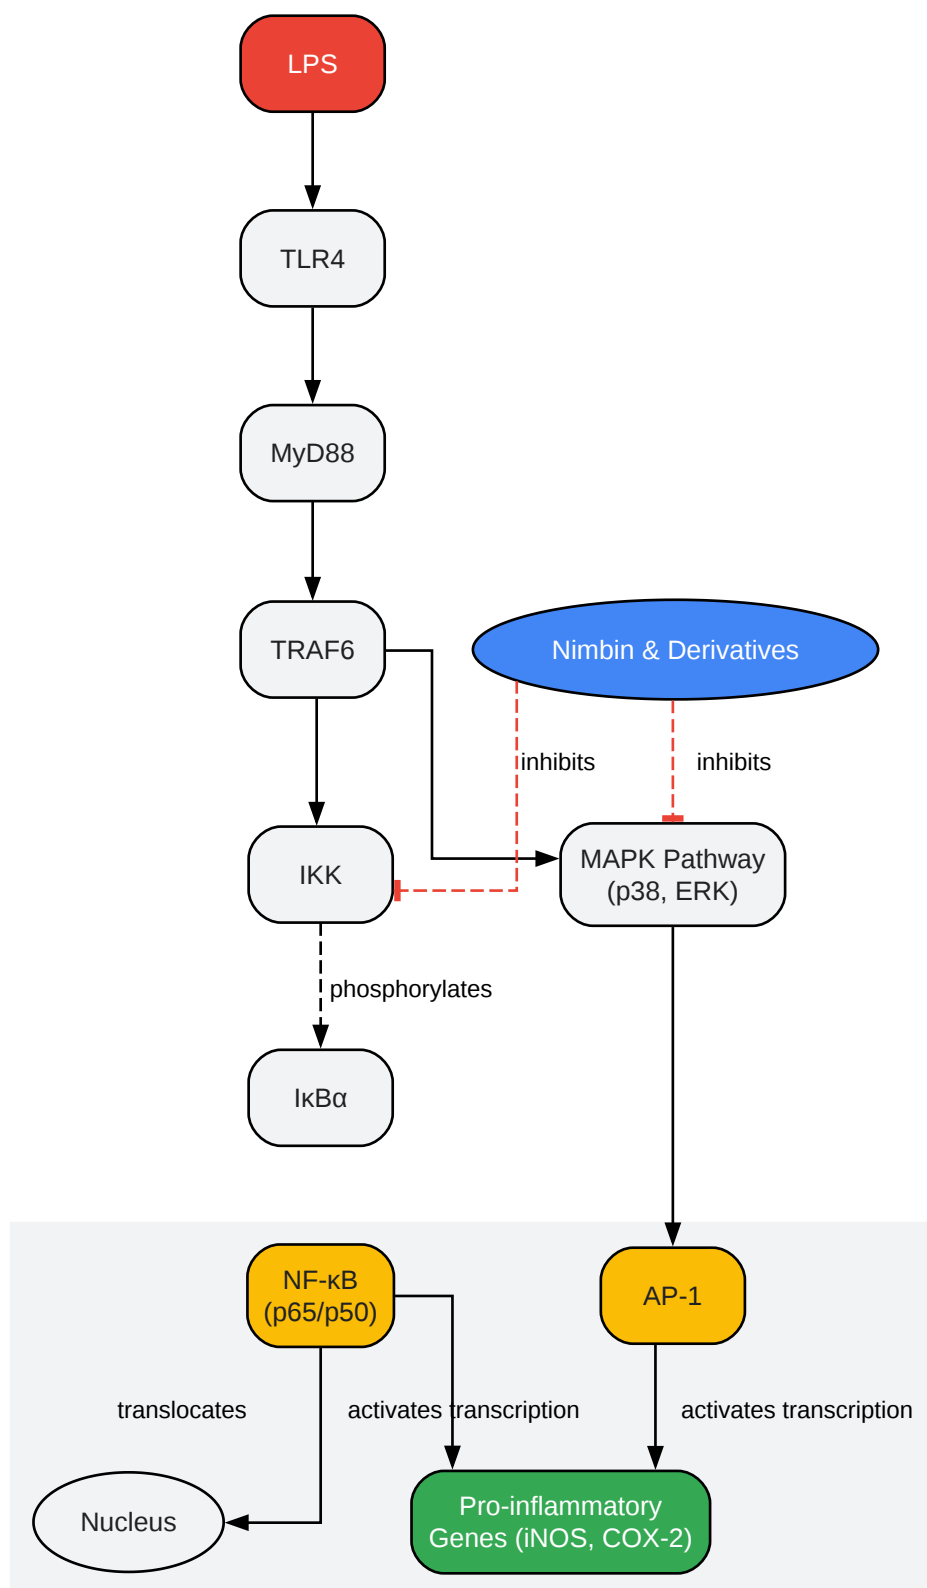 LPS
TLR4
MyD88
TRAF6
Nimbin & Derivatives
inhibits
inhibits
IKK
MAPK Pathway
(p38, ERK)
phosphorylates
IκBα
NF-κB
(p65/p50)
AP-1
translocates
activates transcription
activates transcription
Nucleus
Pro-inflammatory
Genes (iNOS, COX-2)